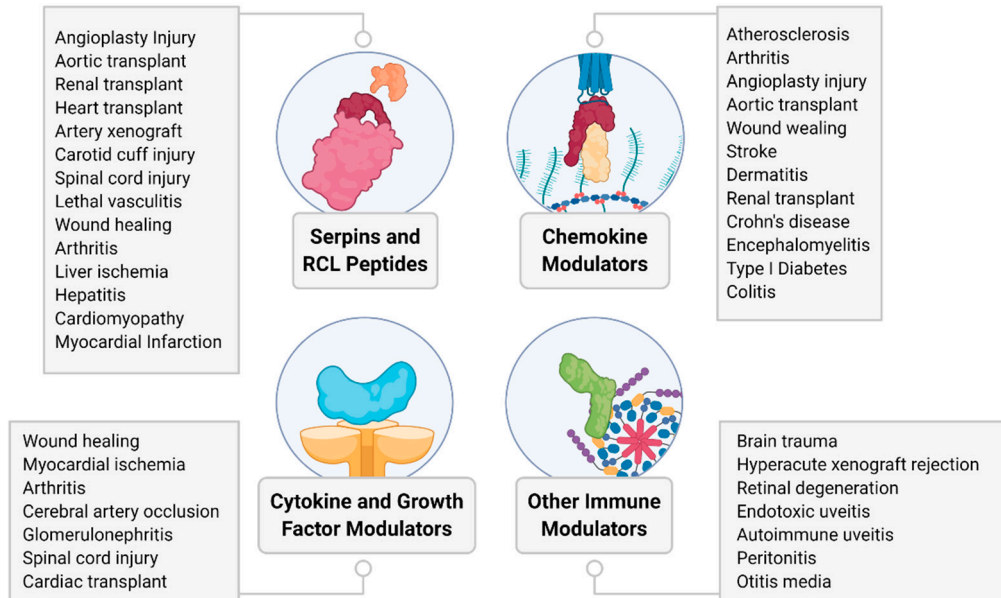 Angioplasty Injury
Aortic transplant
Renal transplant
Heart transplant
Artery xenograft
Carotid cuff injury
Spinal cord injury
Lethal vasculitis
Wound healing
Arthritis
Liver ischemia
Hepatitis
Cardiomyopathy
Myocardial Infarction
Serpins and
RCL Peptides
Chemokine
Modulators
Atherosclerosis
Arthritis
Angioplasty injury
Aortic transplant
Wound wealing
Stroke
Dermatitis
Renal transplant
Crohn's disease
Encephalomyelitis
Type I Diabetes
Colitis
Wound healing
Myocardial ischemia
Arthritis
Cerebral artery occlusion
Glomerulonephritis
Spinal cord injury
Cardiac transplant
Cytokine and Growth
Factor Modulators
Other Immune
Modulators
Brain trauma
Hyperacute xenograft rejection
Retinal degeneration
Endotoxic uveitis
Autoimmune uveitis
Peritonitis
Otitis media